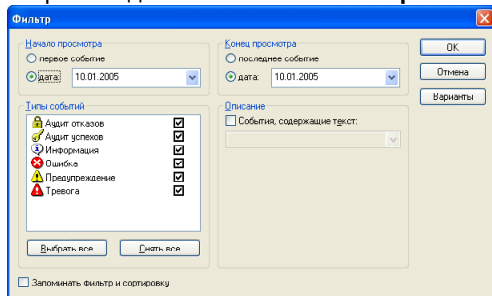 Фильтр
Начало просмотра
первое событие
дата: 10.01.2005
Конец просмотра
последнее событие
дата: 10.01.2005
OK
Отмена
Варианты
Типы событий
Аудит отказов
Аудит успехов
Информация
Ошибка
Предупреждение
Тревога
Выбрать все
Снять все
Описание
События, содержащие текст:
Запоминать фильтр и сортировку